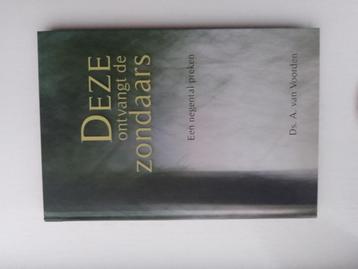 DEZE
ontvangt de
zondaars
Een negental preken
Ds. A. van Voorden